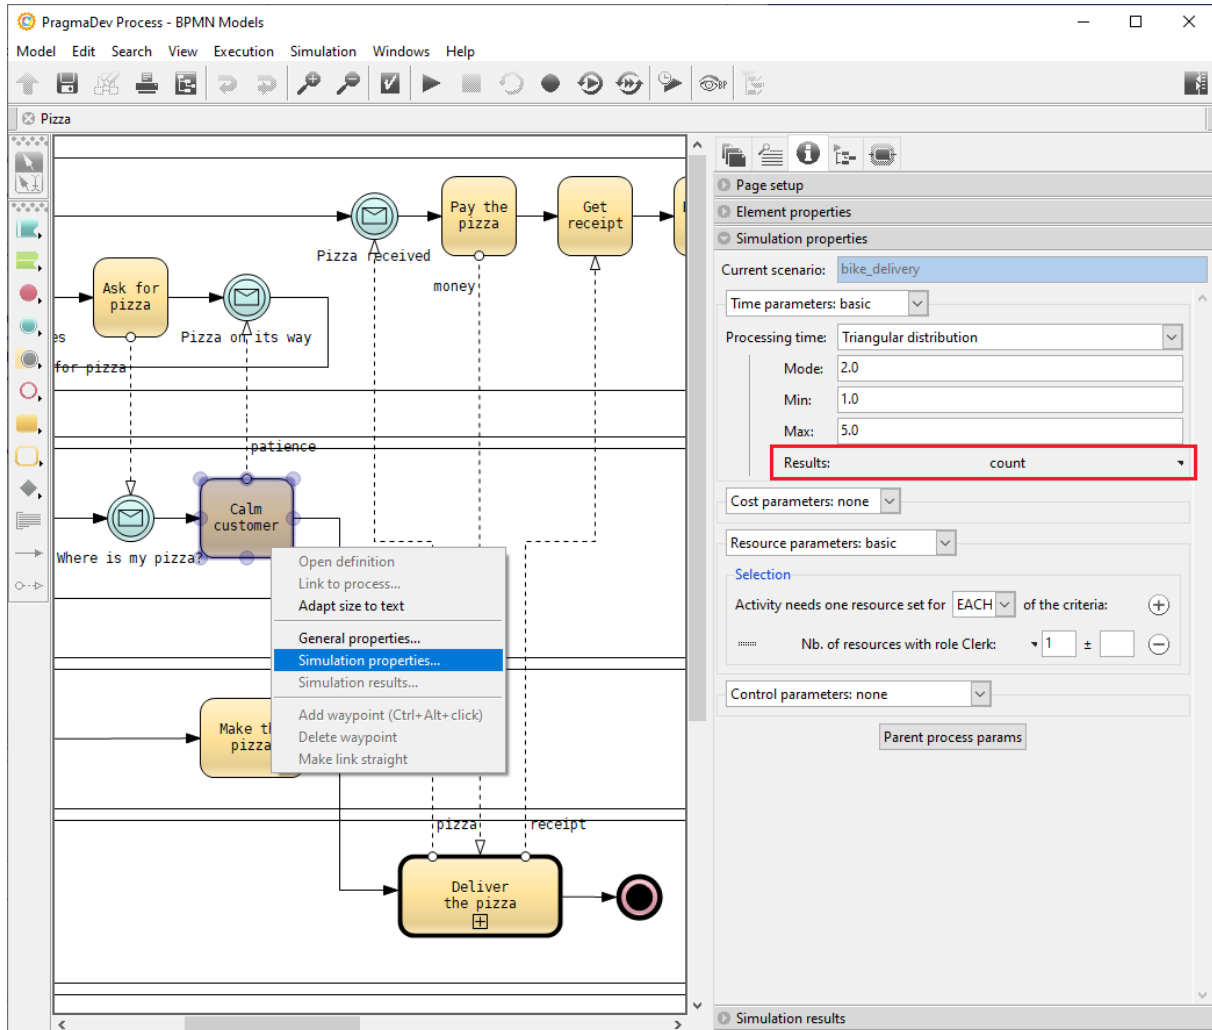 PragmaDev Process - BPMN Models
Model Edit Search View Execution Simulation Windows Help
BP
Pizza
Pay the
pizza
Get
receipt
Pizza received
money
Ask for
pizza
Pizza on its way
es
for pizza
patience
Calm
customer
Where is my pizza?
Open definition
Link to process...
Adapt size to text
General properties...
Simulation properties...
Simulation results...
Add waypoint (Ctrl+Alt+click)
Delete waypoint
Make link straight
Make th
pizza
pizza
receipt
Deliver
the pizza
Page setup
Element properties
Simulation properties
Current scenario: bike_delivery
Time parameters: basic
Processing time: Triangular distribution
Mode: 2.0
Min: 1.0
Max: 5.0
Results: count
Cost parameters: none
Resource parameters: basic
Selection
Activity needs one resource set for EACH of the criteria:
Nb. of resources with role Clerk: 1 ±
Control parameters: none
Parent process params
Simulation results